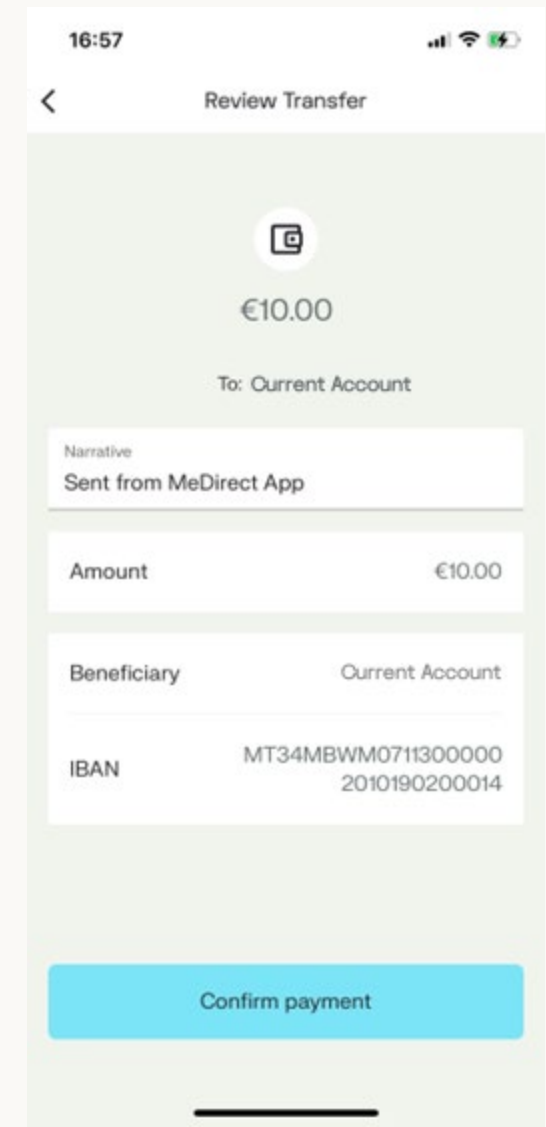 16:57
Review Transfer
€10.00
To: Current Account
Narrative
Sent from MeDirect App
Amount €10.00
Beneficiary Current Account
IBAN MT34MBWM0711300000
2010190200014
Confirm payment